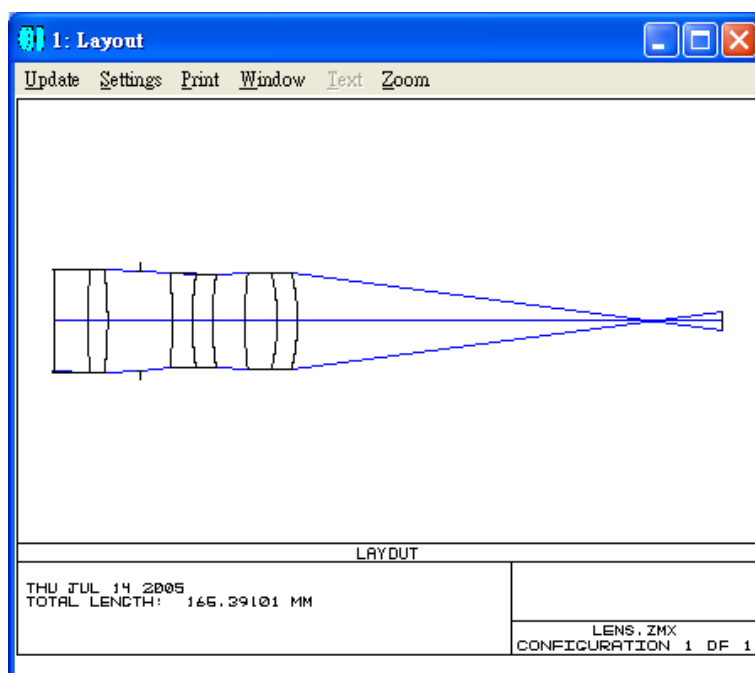 1: Layout
Update Settings Print Window Text Zoom
LAYOUT
THU JUL 14 2005
TOTAL LENGTH: 166.39101 MM
LENS.ZMX
CONFIGURATION 1 OF 1